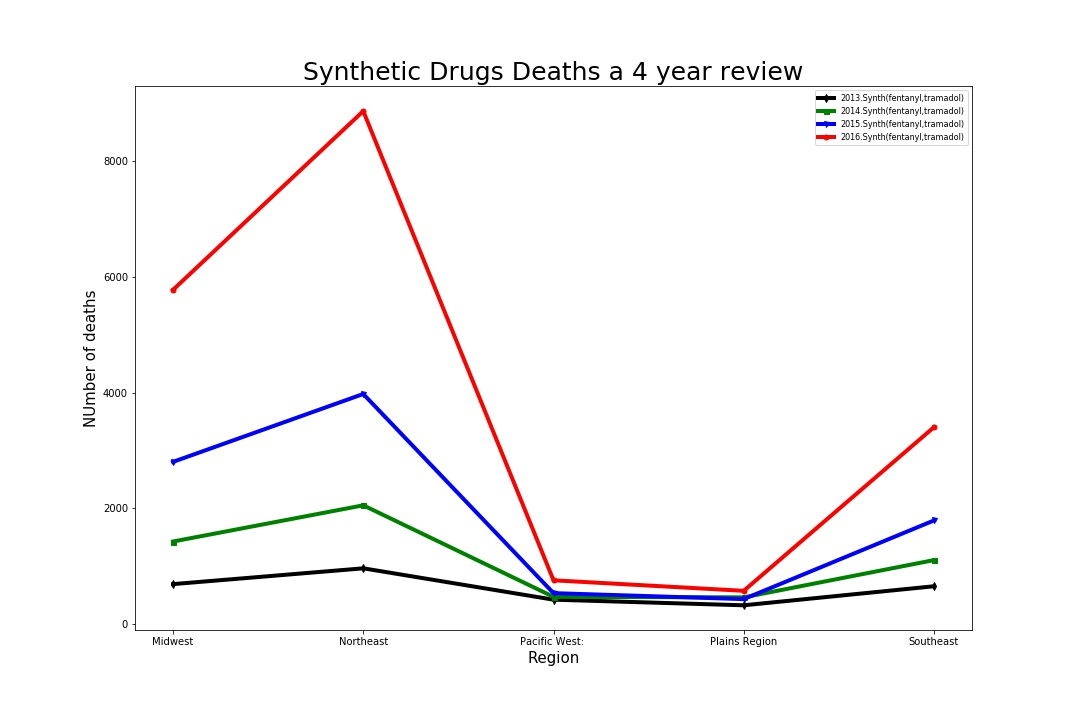 Synthetic Drugs Deaths a 4 year review
2013.Synth(fentanyl,tramadol)
2014.Synth(fentanyl,tramadol)
2015.Synth(fentanyl,tramadol)
2016.Synth(fentanyl,tramadol)
NUmber of deaths
8000
6000
4000
2000
0
Midwest Northeast Pacific West: Plains Region Southeast
Region